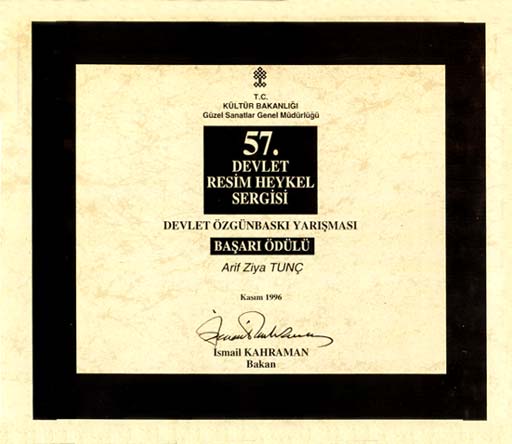 T.C.
KÜLTÜR BAKANLIĞI
Güzel Sanatlar Genel Müdürlüğü
57.
DEVLET
RESİM HEYKEL
SERGİSİ
DEVLET ÖZGÜNBASKI YARIŞMASI
BAŞARI ÖDÜLÜ
Arif Ziya TUNÇ
Kasım 1996
İsmail KAHRAMAN
Bakan